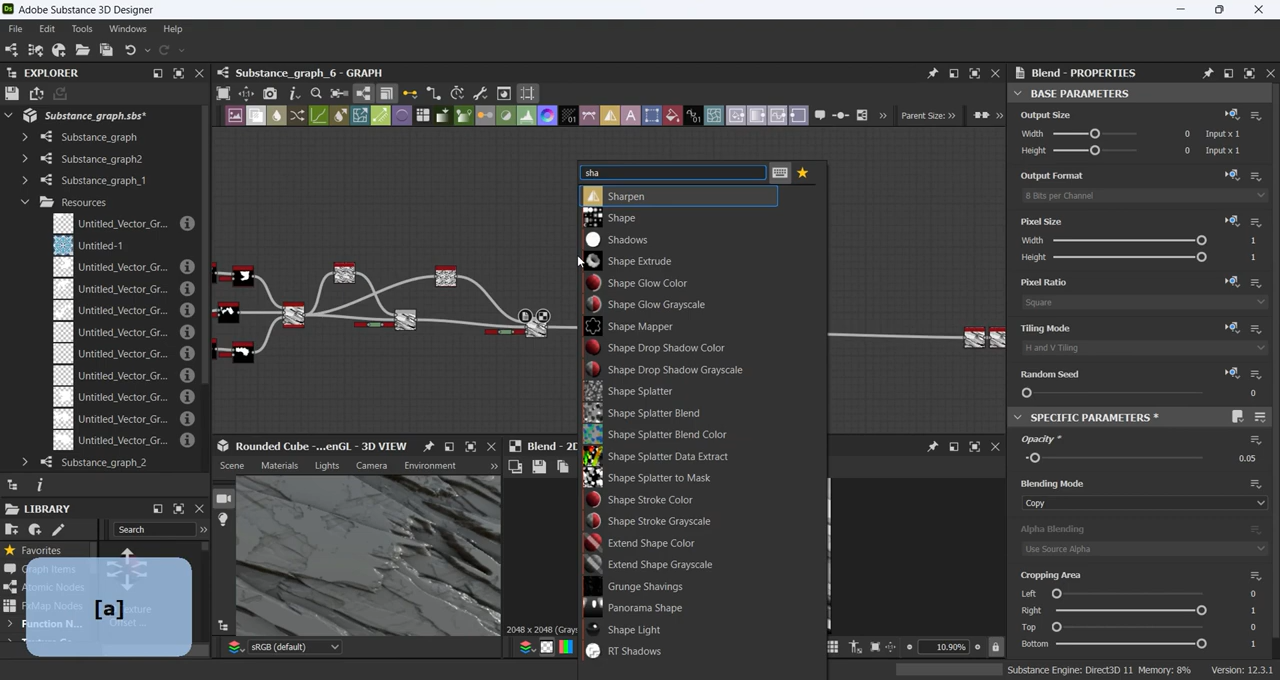 Adobe Substance 3D Designer
File Edit Tools Windows Help
EXPLORER
Substance_graph.sbs*
Substance_graph
Substance_graph2
Substance_graph_1
Resources
Untitled_Vector_Gr...
Untitled-1
Untitled_Vector_Gr...
Untitled_Vector_Gr...
Untitled_Vector_Gr...
Untitled_Vector_Gr...
Untitled_Vector_Gr...
Untitled_Vector_Gr...
Untitled_Vector_Gr...
Untitled_Vector_Gr...
Untitled_Vector_Gr...
Substance_graph_2
LIBRARY
Search
Favorites
Graph Items
Atomic Nodes
FxMap Nodes
Function N...
[a]
Substance_graph_6 - GRAPH
Parent Size:
sha
Sharpen
Shape
Shadows
Shape Extrude
Shape Glow Color
Shape Glow Grayscale
Shape Mapper
Shape Drop Shadow Color
Shape Drop Shadow Grayscale
Shape Splatter
Shape Splatter Blend
Shape Splatter Blend Color
Shape Splatter Data Extract
Shape Splatter to Mask
Shape Stroke Color
Shape Stroke Grayscale
Extend Shape Color
Extend Shape Grayscale
Grunge Shavings
Panorama Shape
Shape Light
RT Shadows
Rounded Cube -...enGL - 3D VIEW
Scene Materials Lights Camera Environment
sRGB (default)
Blend - 2D
2048 x 2048 (Grays
10.90%
Blend - PROPERTIES
BASE PARAMETERS
Output Size
Width 0 Input x 1
Height 0 Input x 1
Output Format
8 Bits per Channel
Pixel Size
Width 1
Height 1
Pixel Ratio
Square
Tiling Mode
H and V Tiling
Random Seed
0
SPECIFIC PARAMETERS *
Opacity *
0.05
Blending Mode
Copy
Alpha Blending
Use Source Alpha
Cropping Area
Left 0
Right 1
Top 0
Bottom 1
Substance Engine: Direct3D 11 Memory: 8% Version: 12.3.1